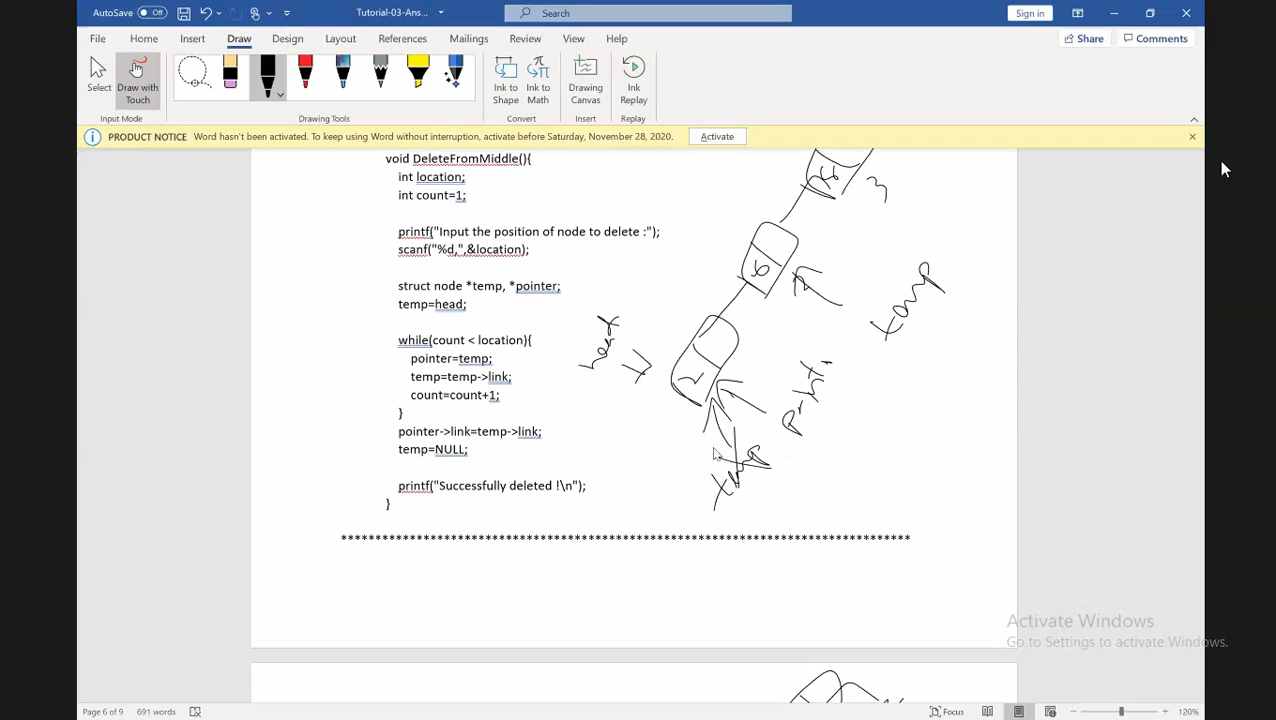 AutoSave Off Tutorial-03-Ans... Search Sign in
File Home Insert Draw Design Layout References Mailings Review View Help Share Comments
Select Draw with Touch Ink to Shape Ink to Math Drawing Canvas Ink Replay
Input Mode Drawing Tools Convert Insert Replay
PRODUCT NOTICE Word hasn't been activated. To keep using Word without interruption, activate before Saturday, November 28, 2020. Activate
void DeleteFromMiddle(){
int location;
int count=1;
printf("Input the position of node to delete :");
scanf("%d,",&location);
struct node *temp, *pointer;
temp=head;
while(count < location){
pointer=temp;
temp=temp->link;
count=count+1;
}
pointer->link=temp->link;
temp=NULL;
printf("Successfully deleted !\n");
}
3
temp
2
temp
*******************************************************************************
Activate Windows
Go to Settings to activate Windows.
Page 6 of 9 691 words Focus 120%